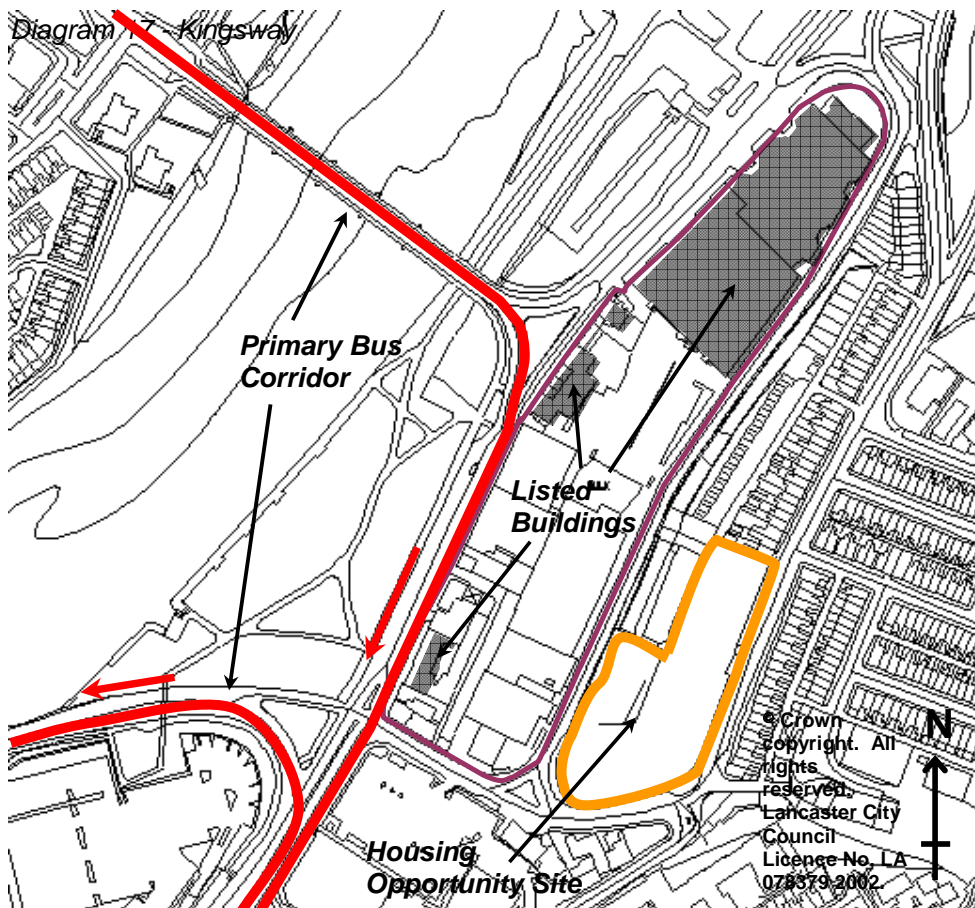 Diagram 17 - Kingsway
Primary Bus
Corridor
Listed
Buildings
© Crown
copyright. All
rights
reserved.
Lancaster City
Council
Licence No. LA
078379 2002.
N
Housing
Opportunity Site